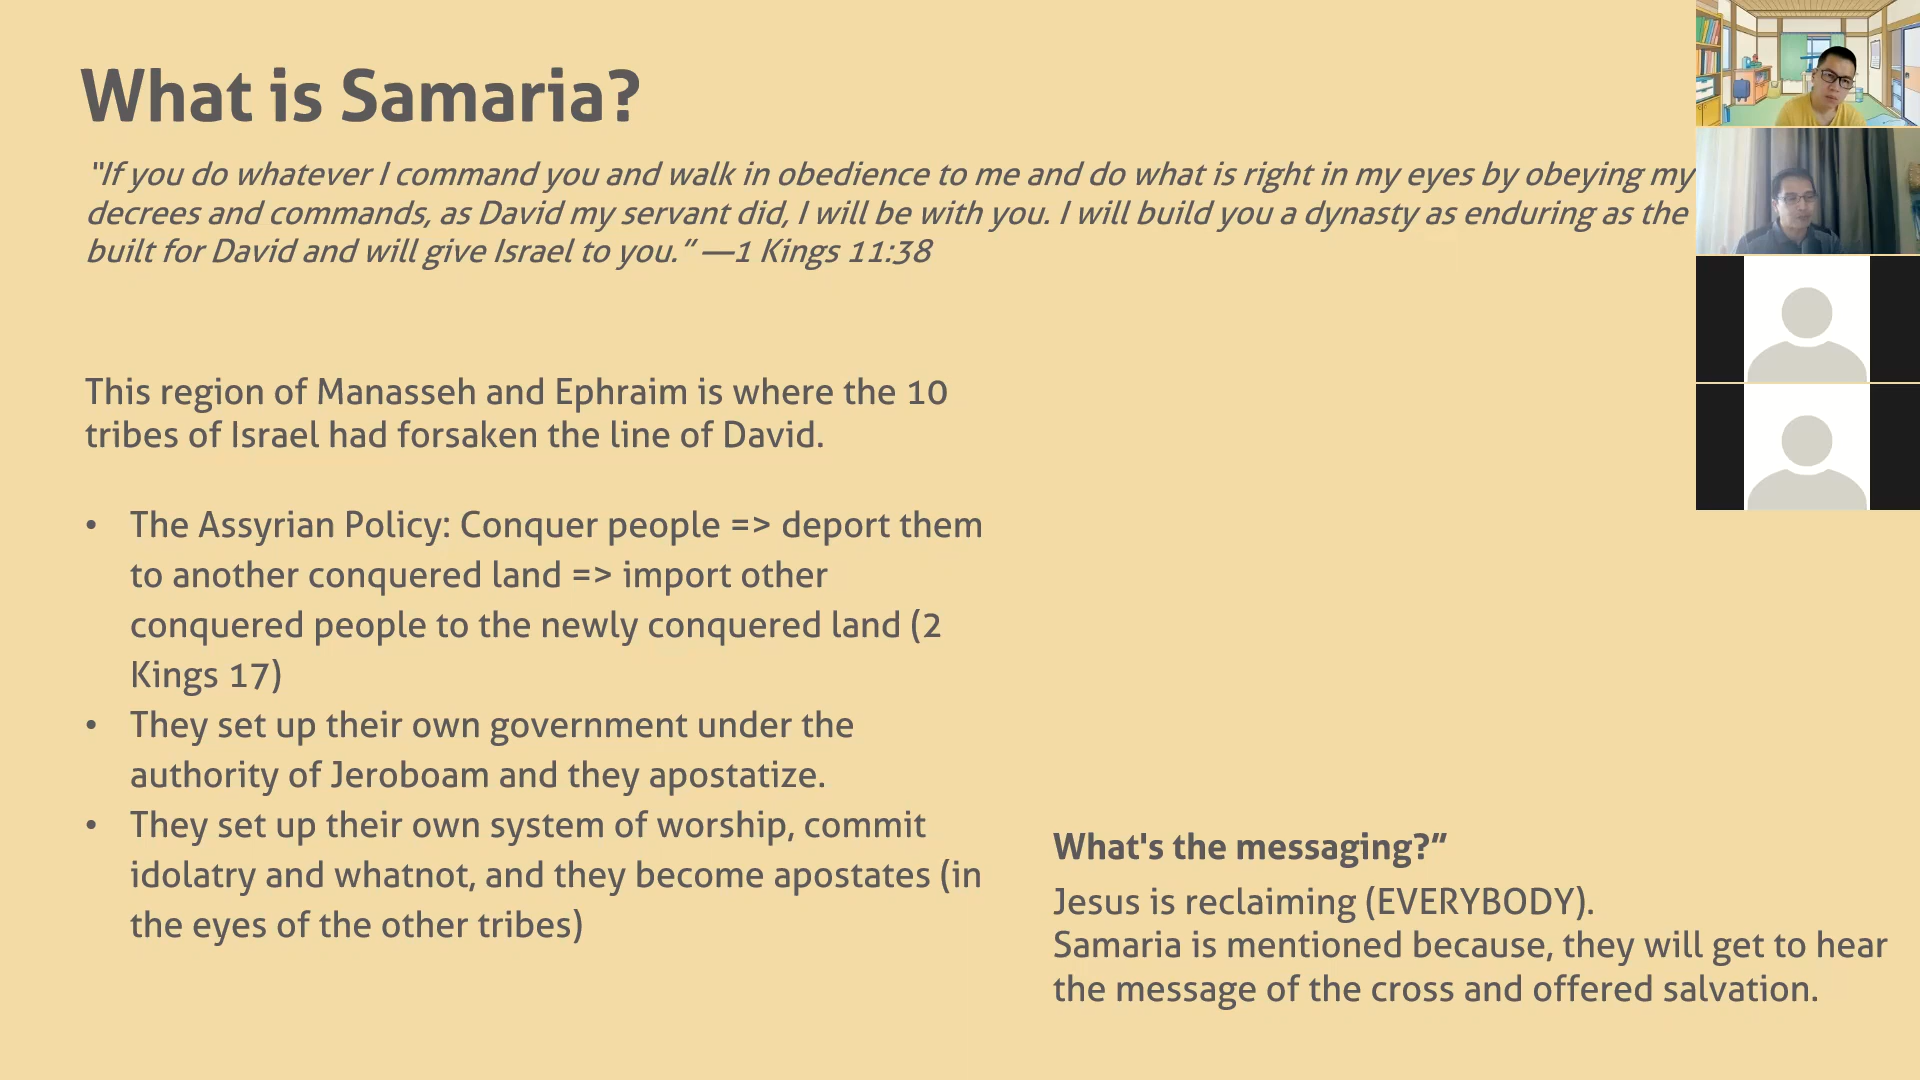 What is Samaria?
"If you do whatever I command you and walk in obedience to me and do what is right in my eyes by obeying my
decrees and commands, as David my servant did, I will be with you. I will build you a dynasty as enduring as the
built for David and will give Israel to you.” —1 Kings 11:38
This region of Manasseh and Ephraim is where the 10
tribes of Israel had forsaken the line of David.
• The Assyrian Policy: Conquer people => deport them
to another conquered land => import other
conquered people to the newly conquered land (2
Kings 17)
• They set up their own government under the
authority of Jeroboam and they apostatize.
• They set up their own system of worship, commit
idolatry and whatnot, and they become apostates (in
the eyes of the other tribes)
What's the messaging?”
Jesus is reclaiming (EVERYBODY).
Samaria is mentioned because, they will get to hear
the message of the cross and offered salvation.